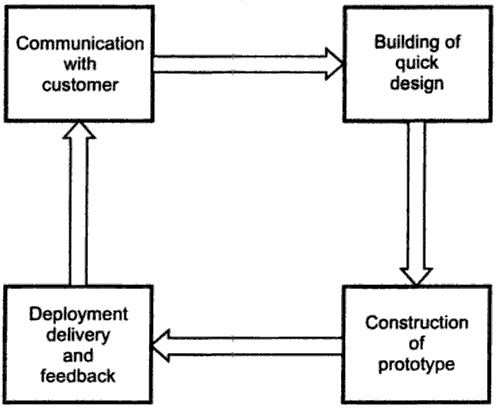 Communication
with
customer
Building of
quick
design
Deployment
delivery
and
feedback
Construction
of
prototype